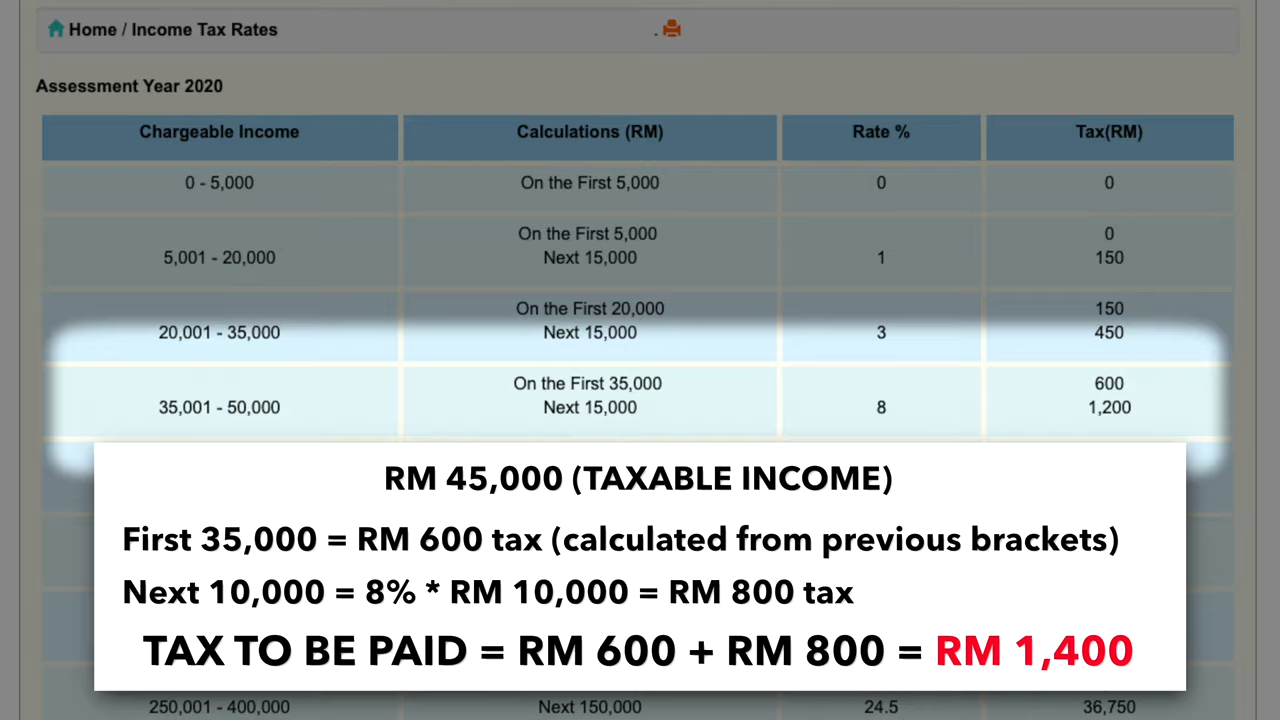 Home / Income Tax Rates
.
Assessment Year 2020
Chargeable Income Calculations (RM) Rate % Tax(RM)
0 - 5,000 On the First 5,000 0 0
On the First 5,000 0
5,001 - 20,000 Next 15,000 1 150
On the First 20,000 150
20,001 - 35,000 Next 15,000 3 450
On the First 35,000 600
35,001 - 50,000 Next 15,000 8 1,200
RM 45,000 (TAXABLE INCOME)
First 35,000 = RM 600 tax (calculated from previous brackets)
Next 10,000 = 8% * RM 10,000 = RM 800 tax
TAX TO BE PAID = RM 600 + RM 800 = RM 1,400
250,001 - 400,000 Next 150,000 24.5 36,750